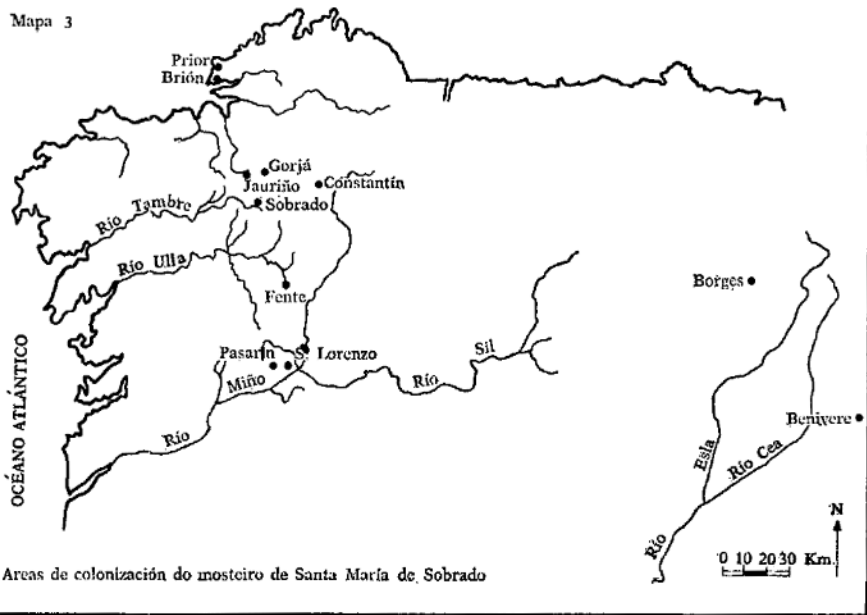 Mapa 3
Prior
Brión
Gorjá
Jauriño
Constantín
Sobrado
Río Tambre
Río Ulla
Fente
Borges
Pasarín
S. Lorenzo
Río Sil
Río Miño
Benivere
Río Esla
Río Cea
OCÉANO ATLÁNTICO
N
0 10 20 30 Km.
Areas de colonización do mosteiro de Santa María de Sobrado